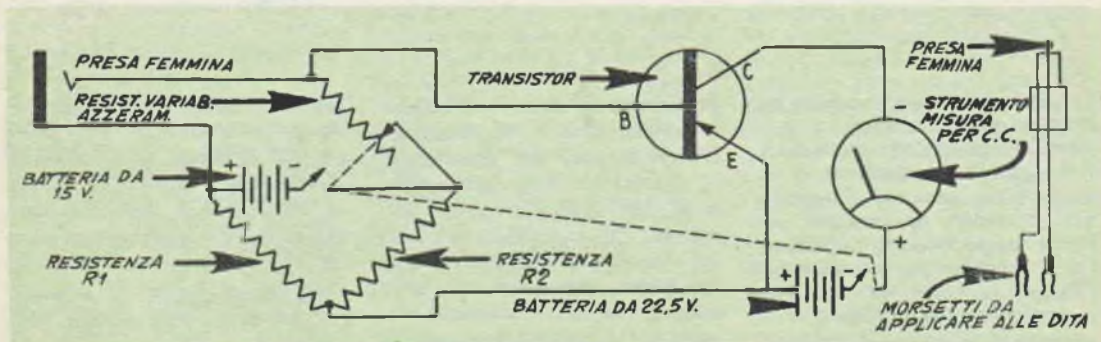 PRESA FEMMINA
RESIST. VARIAB.
AZZERAM.
BATTERIA DA
15 V.
+
-
RESISTENZA
R1
RESISTENZA
R2
TRANSISTOR
B
C
E
BATTERIA DA 22,5 V.
+
-
-
+
STRUMENTO
MISURA
PER C.C.
PRESA
FEMMINA
MORSETTI DA
APPLICARE ALLE DITA